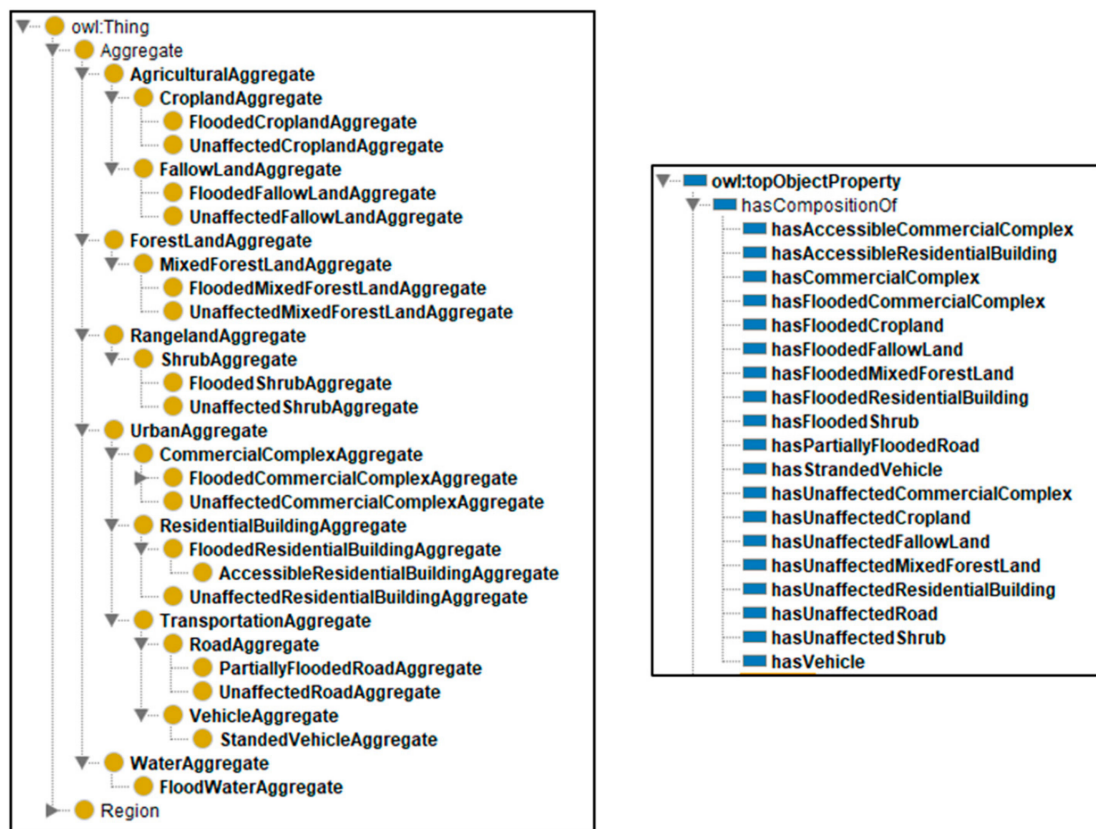 owl:Thing
Aggregate
AgriculturalAggregate
CroplandAggregate
FloodedCroplandAggregate
UnaffectedCroplandAggregate
FallowLandAggregate
FloodedFallowLandAggregate
UnaffectedFallowLandAggregate
ForestLandAggregate
MixedForestLandAggregate
FloodedMixedForestLandAggregate
UnaffectedMixedForestLandAggregate
RangelandAggregate
ShrubAggregate
FloodedShrubAggregate
UnaffectedShrubAggregate
UrbanAggregate
CommercialComplexAggregate
FloodedCommercialComplexAggregate
UnaffectedCommercialComplexAggregate
ResidentialBuildingAggregate
FloodedResidentialBuildingAggregate
AccessibleResidentialBuildingAggregate
UnaffectedResidentialBuildingAggregate
TransportationAggregate
RoadAggregate
PartiallyFloodedRoadAggregate
UnaffectedRoadAggregate
VehicleAggregate
StandedVehicleAggregate
WaterAggregate
FloodWaterAggregate
Region
owl:topObjectProperty
hasCompositionOf
hasAccessibleCommercialComplex
hasAccessibleResidentialBuilding
hasCommercialComplex
hasFloodedCommercialComplex
hasFloodedCropland
hasFloodedFallowLand
hasFloodedMixedForestLand
hasFloodedResidentialBuilding
hasFloodedShrub
hasPartiallyFloodedRoad
hasStrandedVehicle
hasUnaffectedCommercialComplex
hasUnaffectedCropland
hasUnaffectedFallowLand
hasUnaffectedMixedForestLand
hasUnaffectedResidentialBuilding
hasUnaffectedRoad
hasUnaffectedShrub
hasVehicle